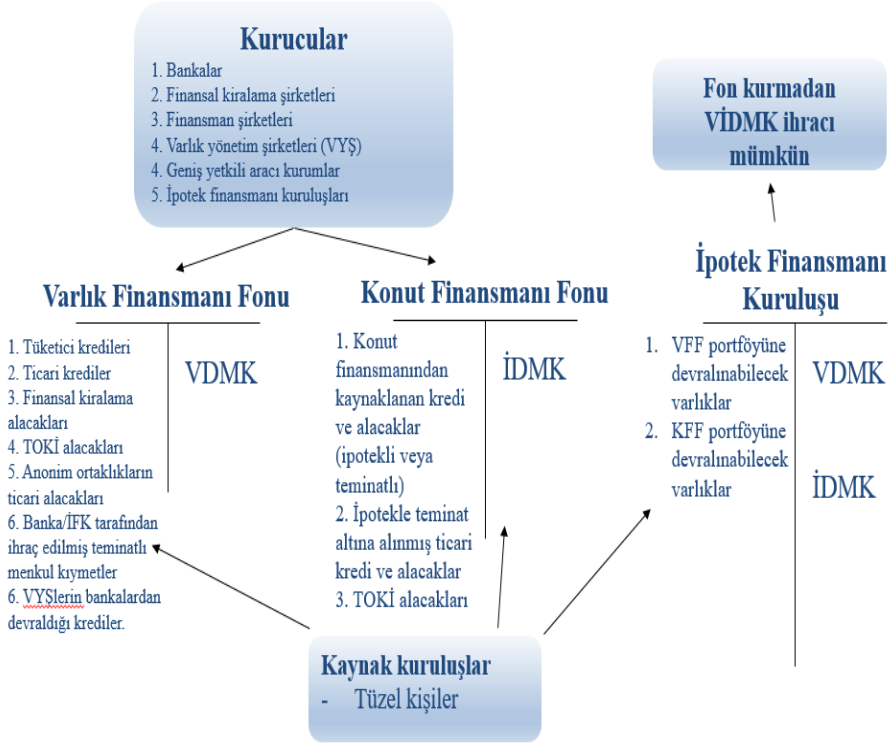 Kurucular
1. Bankalar
2. Finansal kiralama şirketleri
3. Finansman şirketleri
4. Varlık yönetim şirketleri (VYŞ)
4. Geniş yetkili aracı kurumlar
5. İpotek finansmanı kuruluşları
Fon kurmadan
VİDMK ihracı
mümkün
Varlık Finansmanı Fonu
1. Tüketici kredileri
2. Ticari krediler
3. Finansal kiralama
alacakları
4. TOKİ alacakları
5. Anonim ortaklıkların
ticari alacakları
6. Banka/İFK tarafından
ihraç edilmiş teminatlı
menkul kıymetler
6. VYŞlerin bankalardan
devraldığı krediler.
VDMK
Konut Finansmanı Fonu
1. Konut
finansmanından
kaynaklanan kredi
ve alacaklar
(ipotekli veya
teminatlı)
2. İpotekle teminat
altına alınmış ticari
kredi ve alacaklar
3. TOKİ alacakları
İDMK
İpotek Finansmanı
Kuruluşu
1. VFF portföyüne
devralınabilecek
varlıklar
2. KFF portföyüne
devralınabilecek
varlıklar
VDMK
İDMK
Kaynak kuruluşlar
- Tüzel kişiler